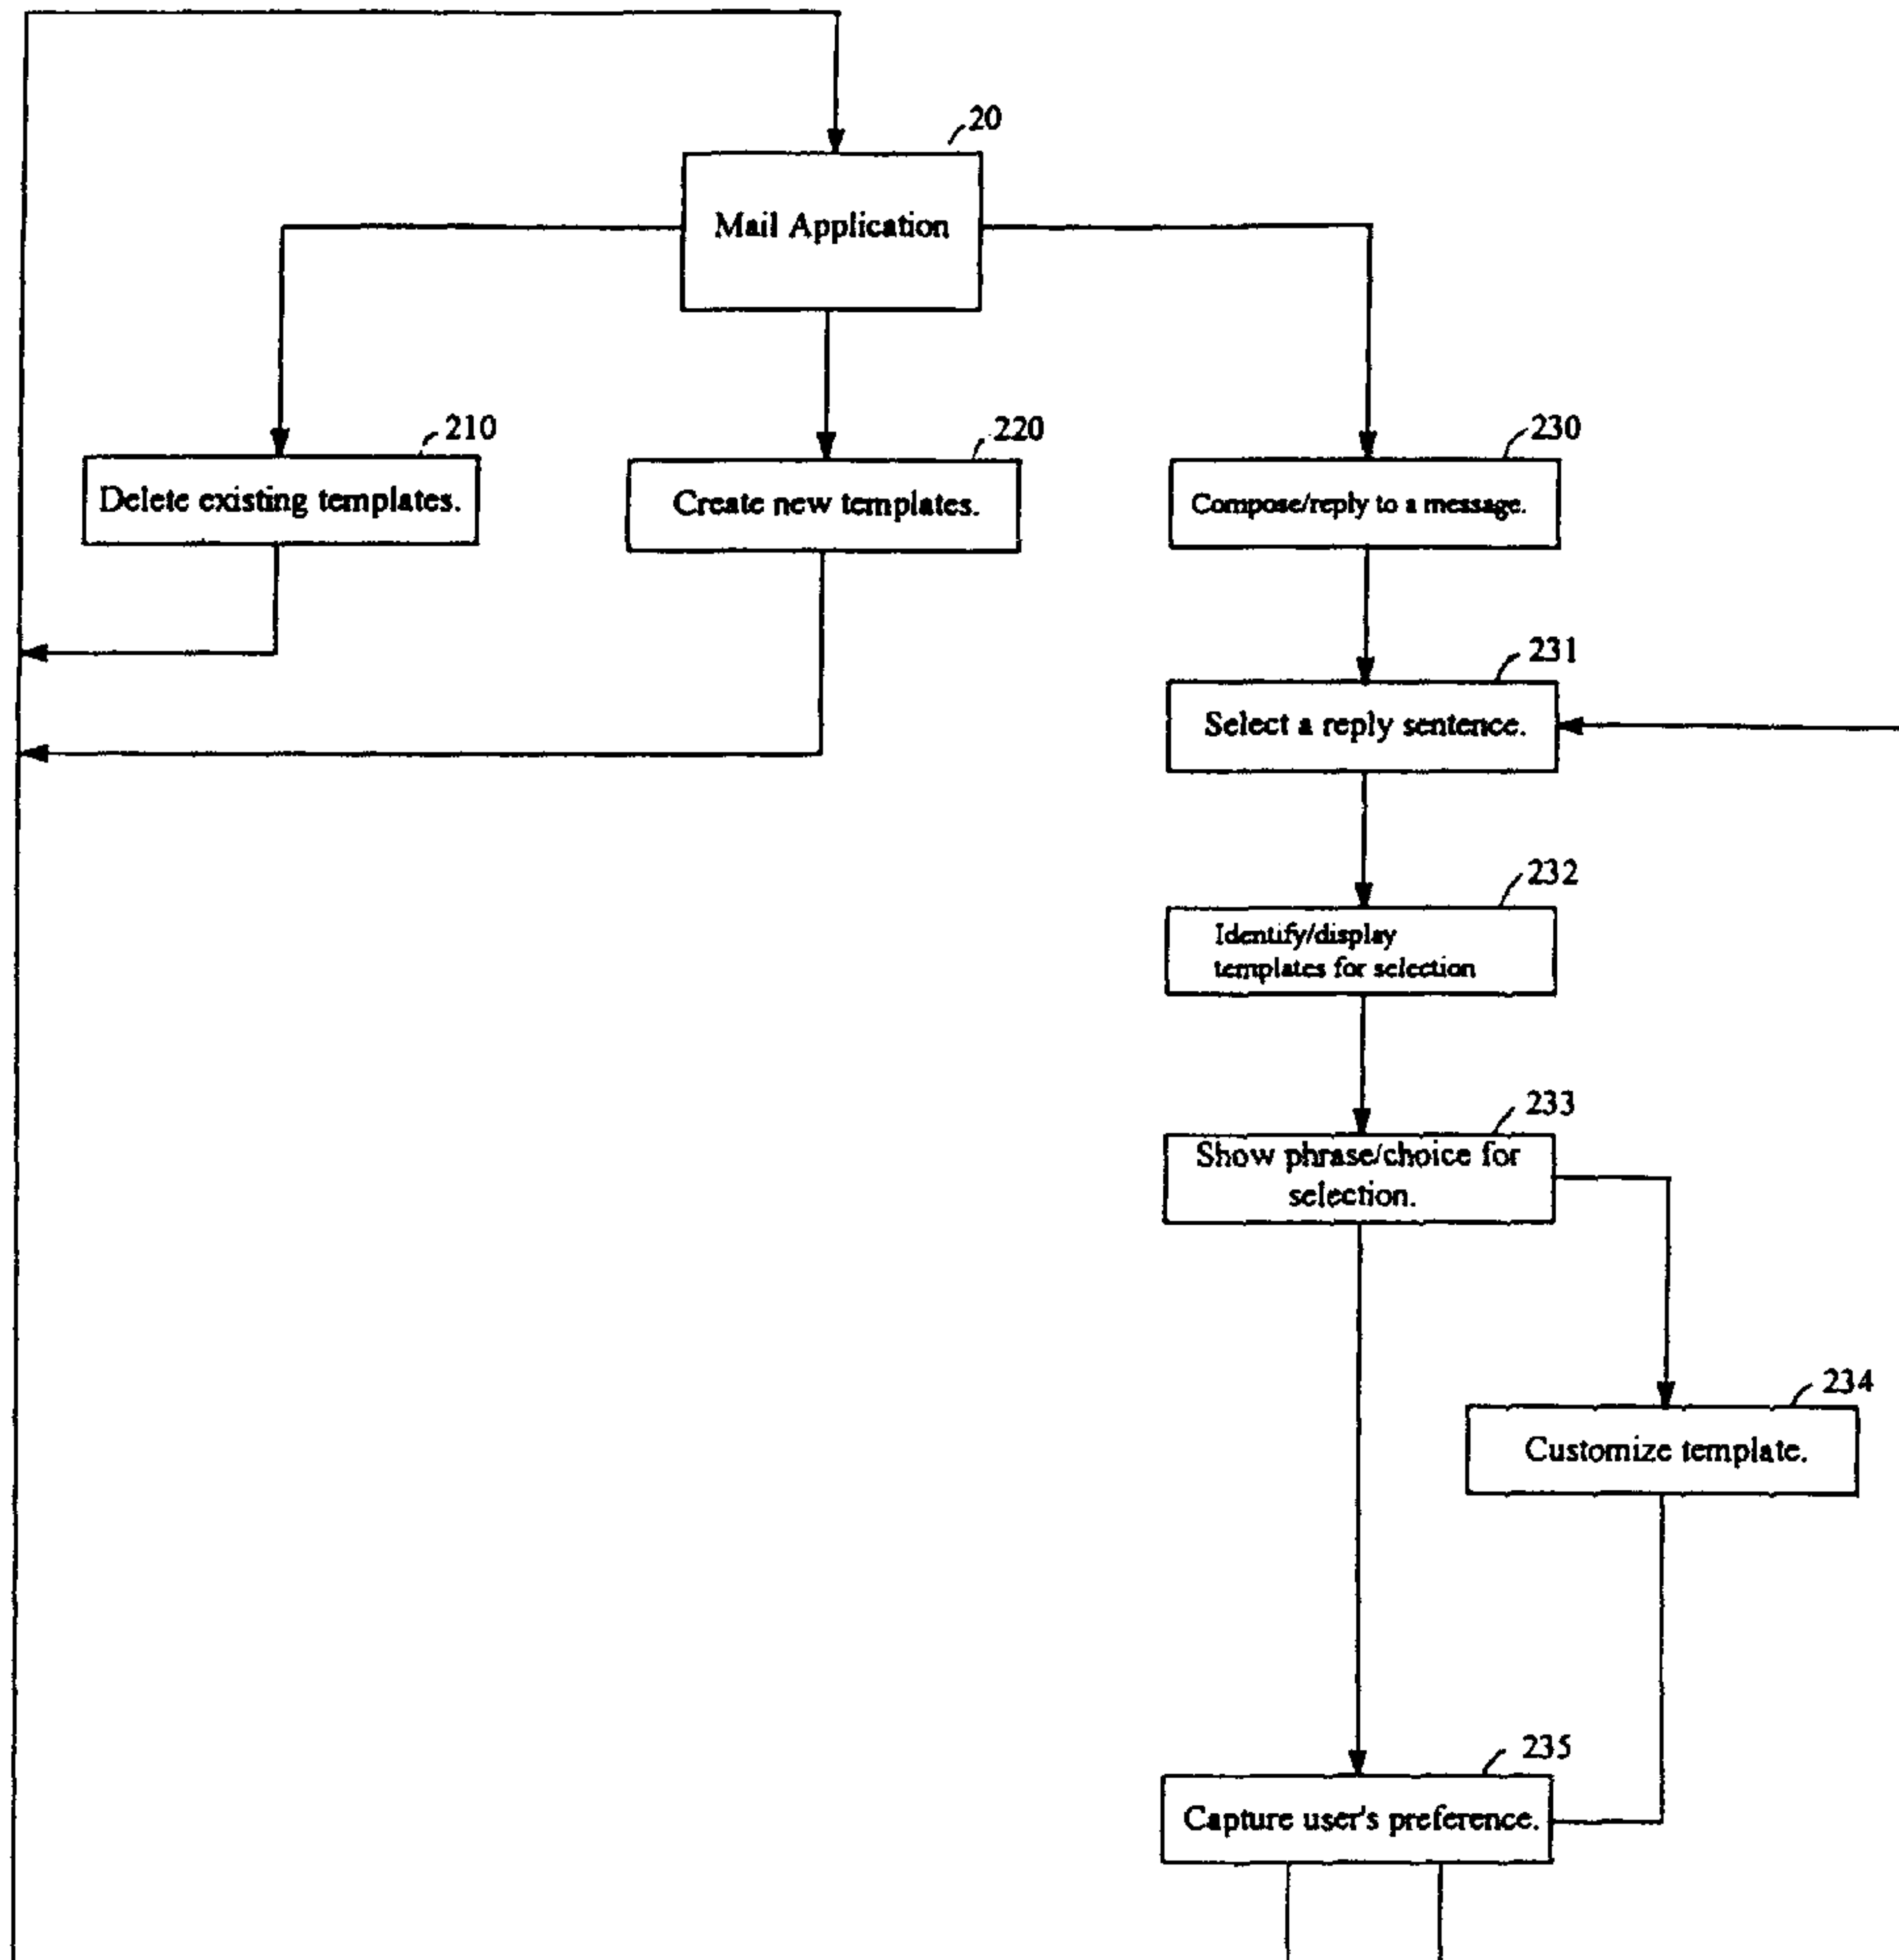 20
Mail Application
210
Delete existing templates.
220
Create new templates.
230
Compose/reply to a message.
231
Select a reply sentence.
232
Identify/display
templates for selection
233
Show phrase/choice for
selection.
234
Customize template.
235
Capture user's preference.